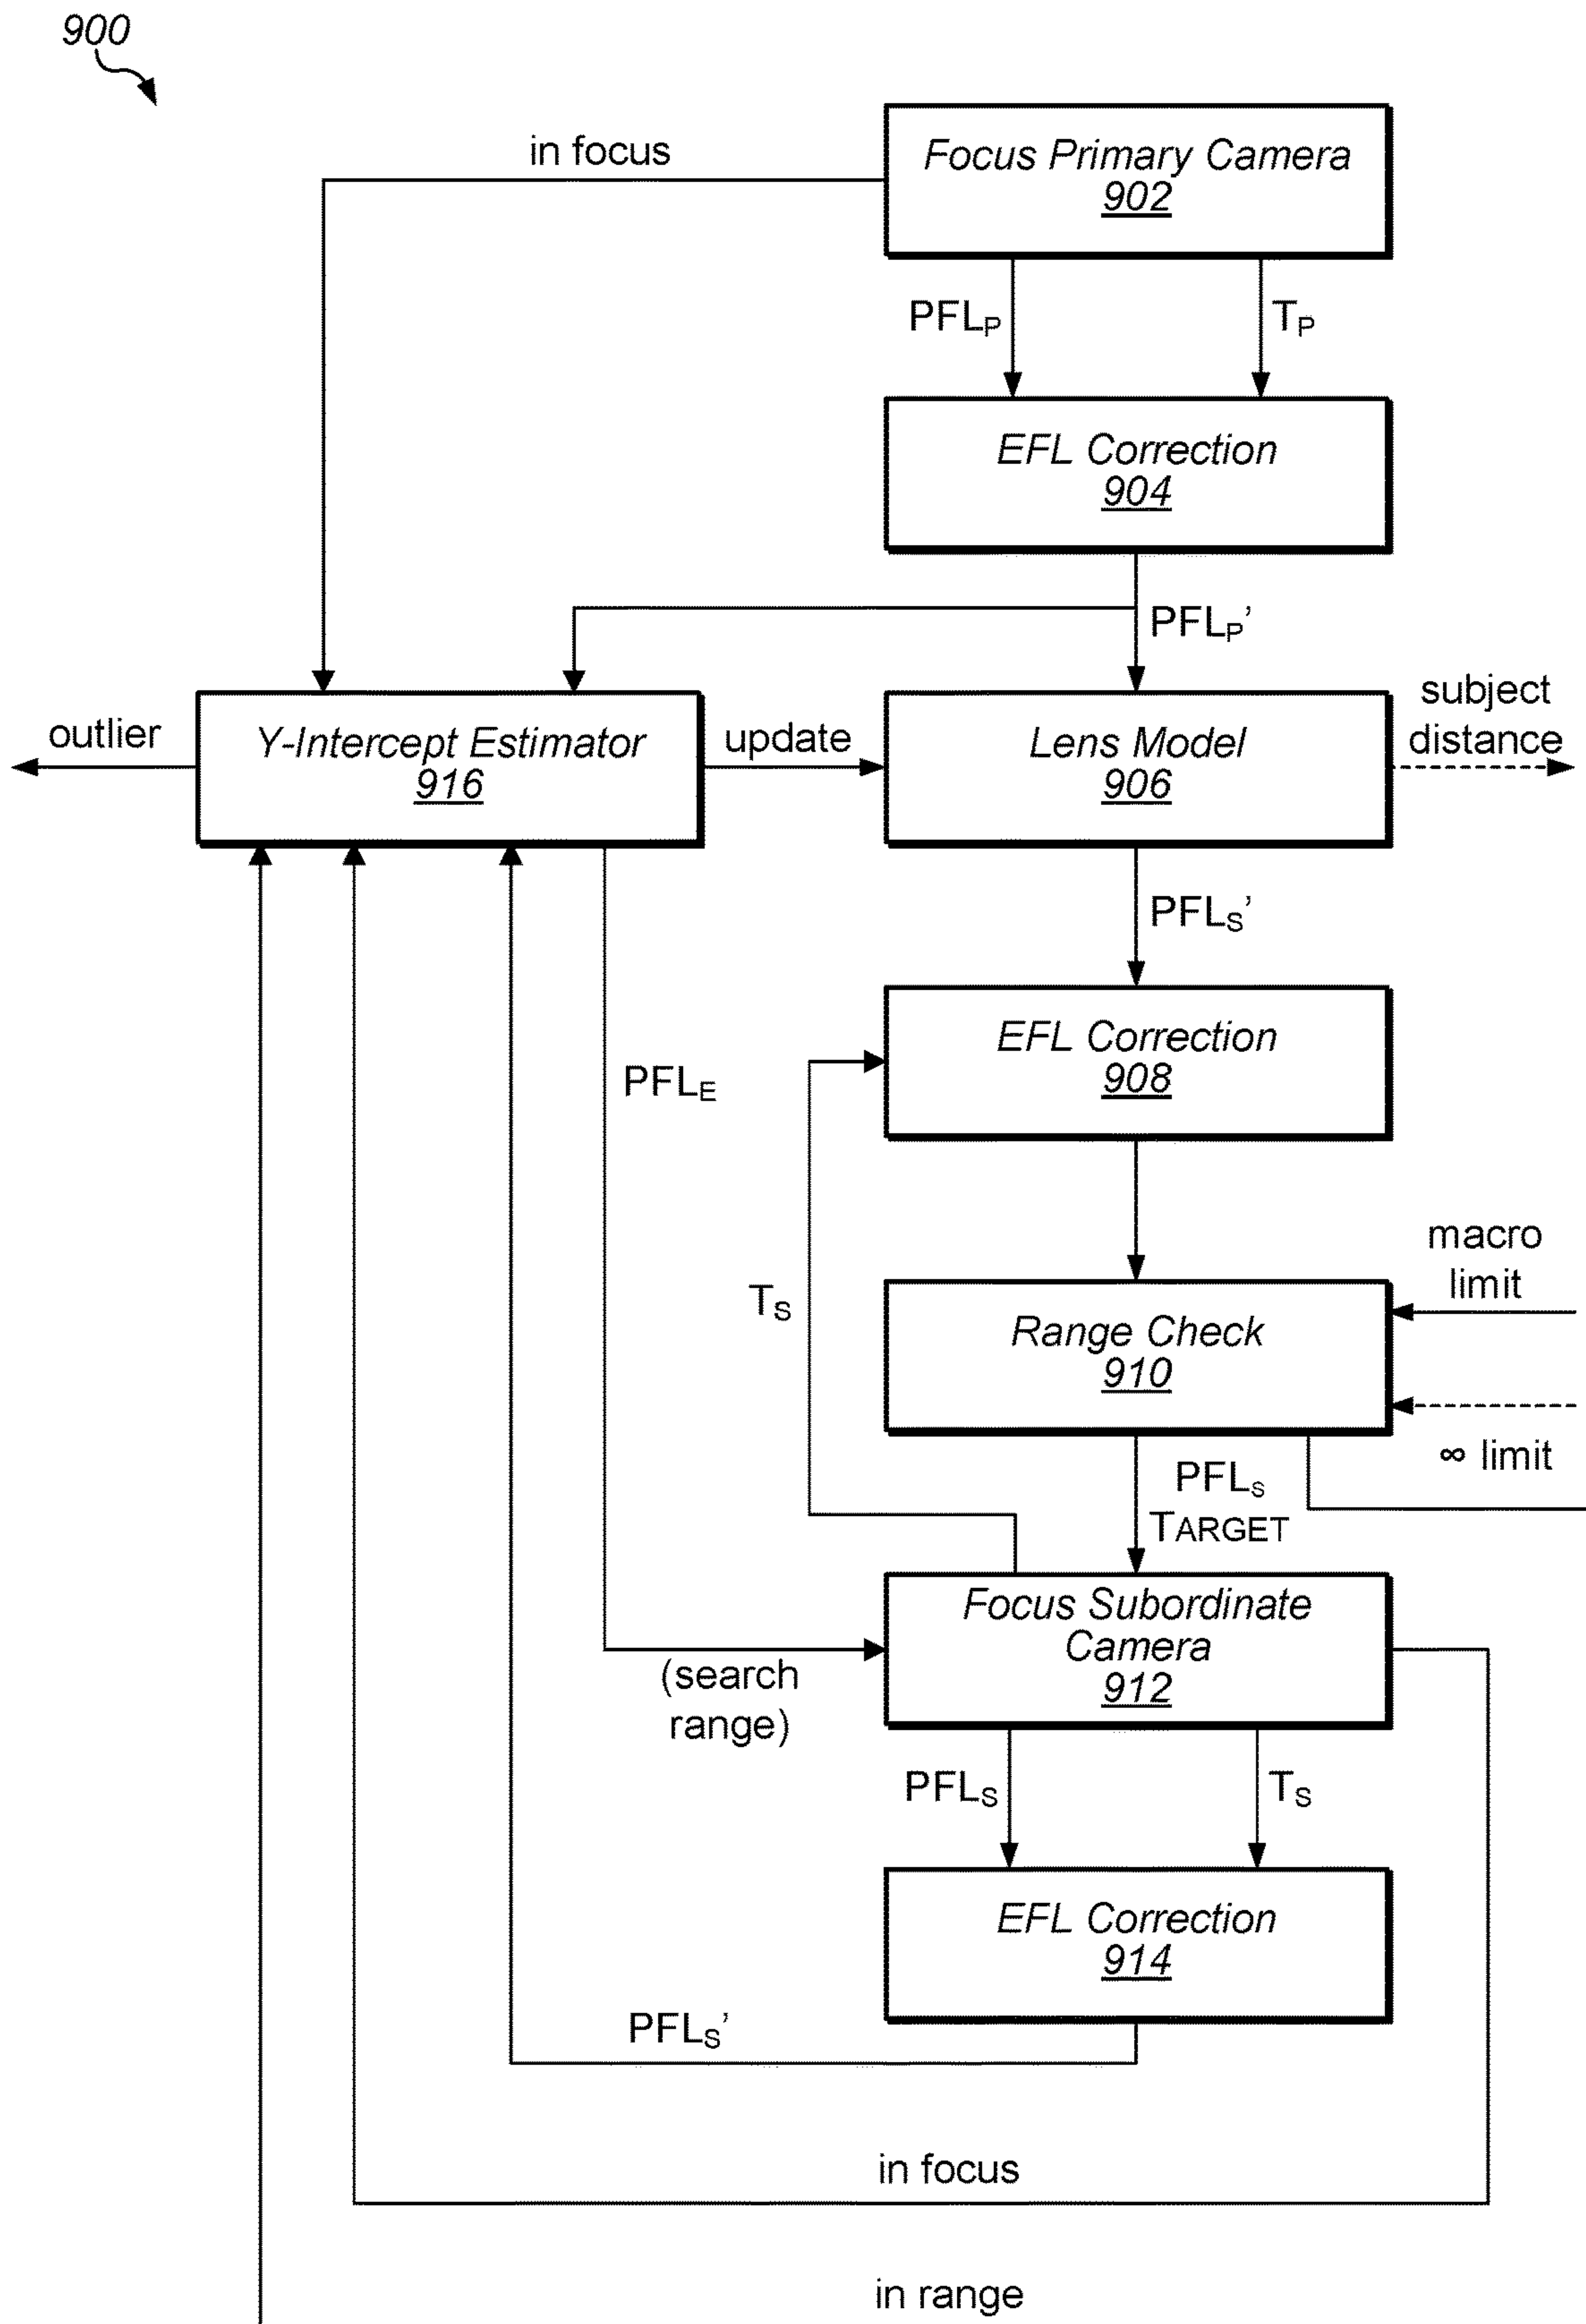 900
in focus
Focus Primary Camera
902
PFLP
TP
EFL Correction
904
PFLP’
outlier
Y-Intercept Estimator
916
update
Lens Model
906
subject
distance
PFLS’
EFL Correction
908
PFLE
TS
macro
limit
Range Check
910
∞ limit
PFLs
TARGET
Focus Subordinate
Camera
912
(search
range)
PFLS
TS
EFL Correction
914
PFLS’
in focus
in range